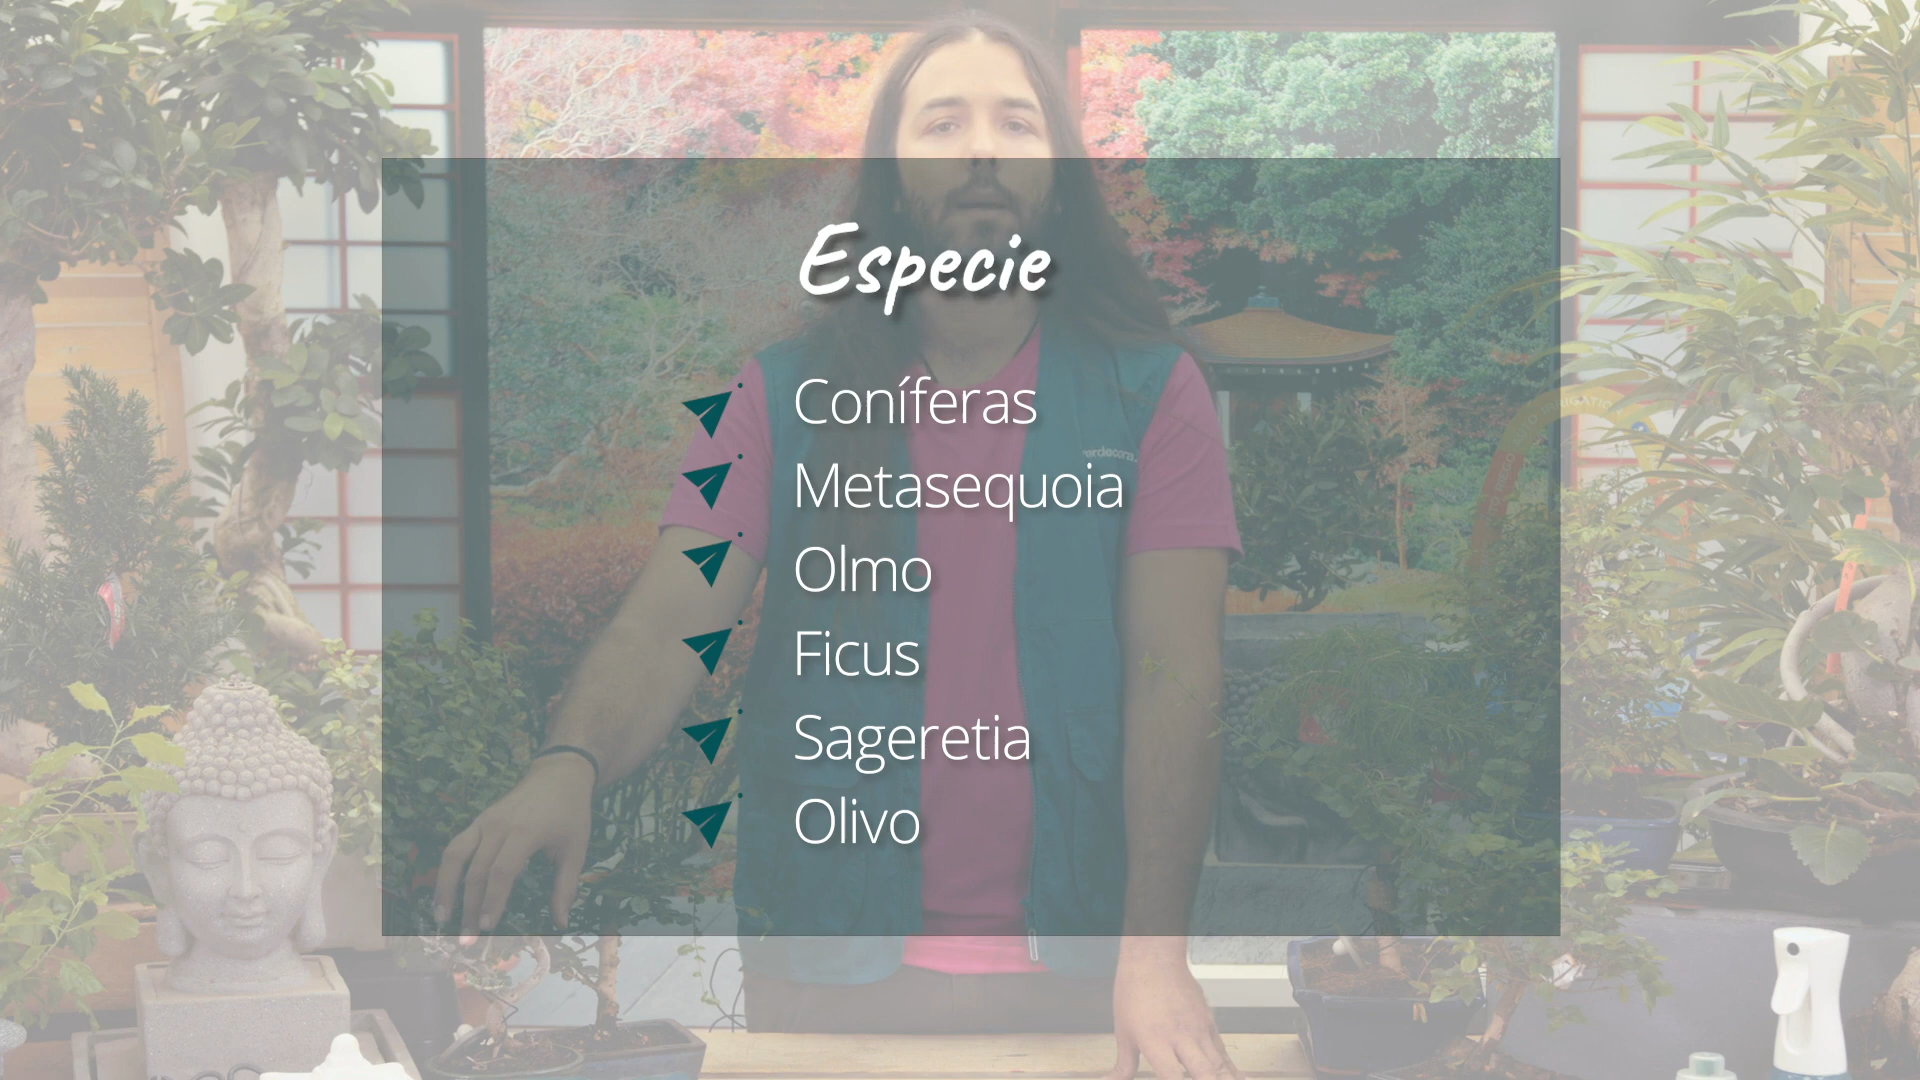 Especie
Coníferas
Metasequoia
Olmo
Ficus
Sageretia
Olivo